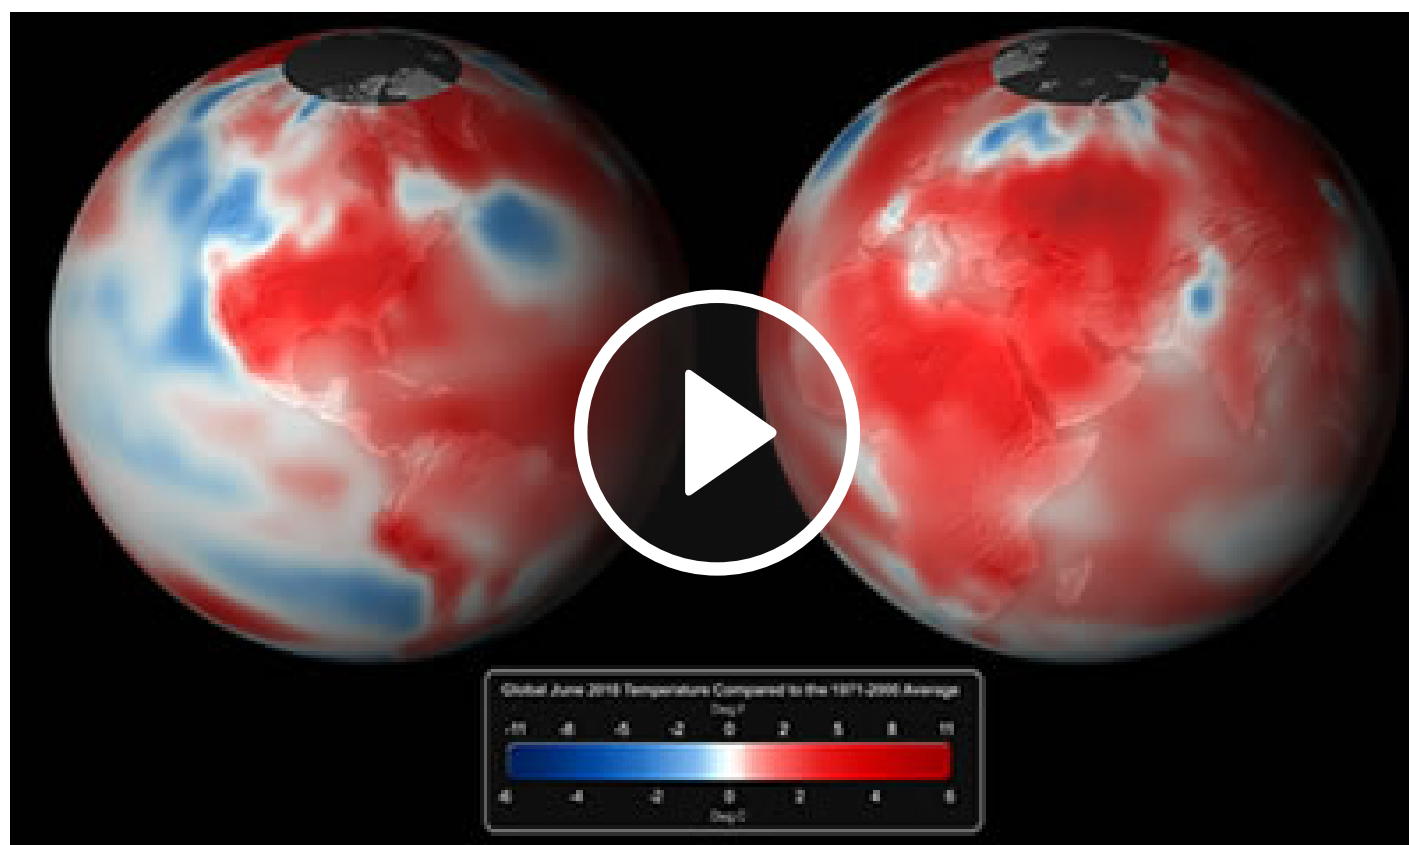 Global June 2010 Temperature Compared to the 1971-2000 Average
Deg F
-11 -8 -5 -2 0 2 5 8 11
-6 -4 -2 0 2 4 6
Deg C